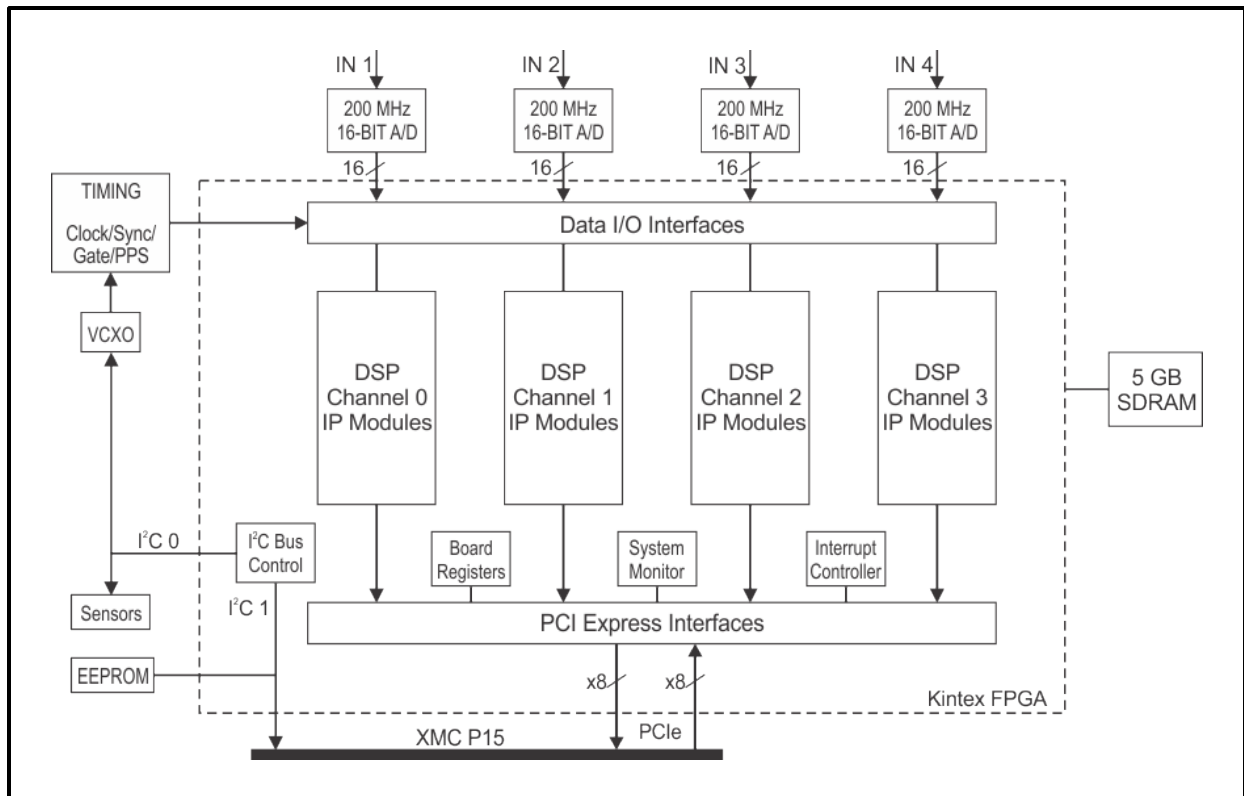 IN 1
IN 2
IN 3
IN 4
200 MHz
16-BIT A/D
200 MHz
16-BIT A/D
200 MHz
16-BIT A/D
200 MHz
16-BIT A/D
16
16
16
16
TIMING
Clock/Sync/
Gate/PPS
Data I/O Interfaces
VCXO
DSP
Channel 0
IP Modules
DSP
Channel 1
IP Modules
DSP
Channel 2
IP Modules
DSP
Channel 3
IP Modules
5 GB
SDRAM
I²C 0
I²C Bus
Control
Board
Registers
System
Monitor
Interrupt
Controller
Sensors
I²C 1
PCI Express Interfaces
EEPROM
x8
x8
Kintex FPGA
XMC P15
PCIe